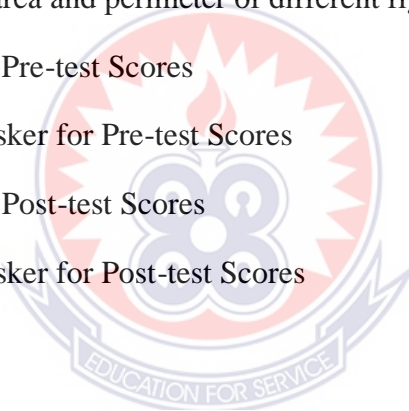 area and perimeter of different
Pre-test Scores
sker for Pre-test Scores
Post-test Scores
sker for Post-test Scores
EDUCATION FOR SERVICE